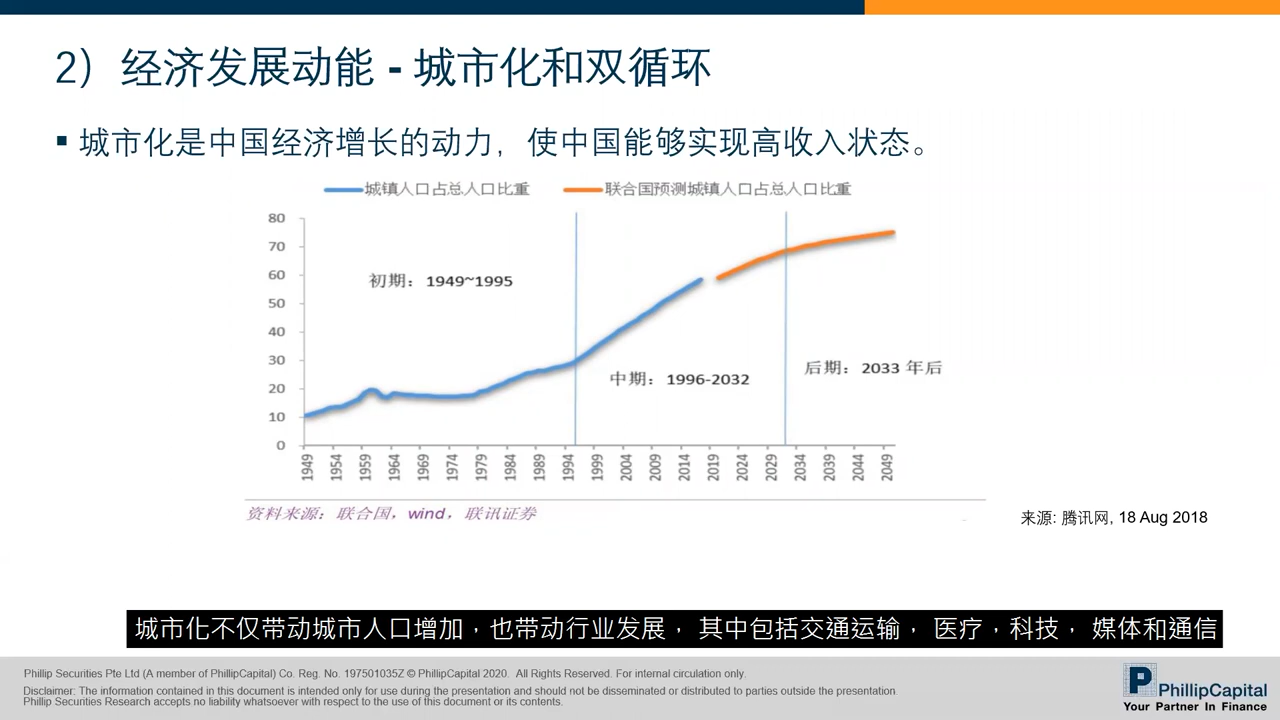 2）经济发展动能 - 城市化和双循环
▪ 城市化是中国经济增长的动力，使中国能够实现高收入状态。
城镇人口占总人口比重 联合国预测城镇人口占总人口比重
80
70
60
50
40
30
20
10
0
初期：1949~1995
中期：1996-2032
后期：2033 年后
1949 1954 1959 1964 1969 1974 1979 1984 1989 1994 1999 2004 2009 2014 2019 2024 2029 2034 2039 2044 2049
资料来源：联合国，wind，联讯证券
来源: 腾讯网, 18 Aug 2018
城市化不仅带动城市人口增加，也带动行业发展， 其中包括交通运输， 医疗，科技， 媒体和通信
Phillip Securities Pte Ltd (A member of PhillipCapital) Co. Reg. No. 197501035Z © PhillipCapital 2020. All Rights Reserved. For internal circulation only.
Disclaimer: The information contained in this document is intended only for use during the presentation and should not be disseminated or distributed to parties outside the presentation.
Phillip Securities Research accepts no liability whatsoever with respect to the use of this document or its contents.
P
PhillipCapital
Your Partner In Finance